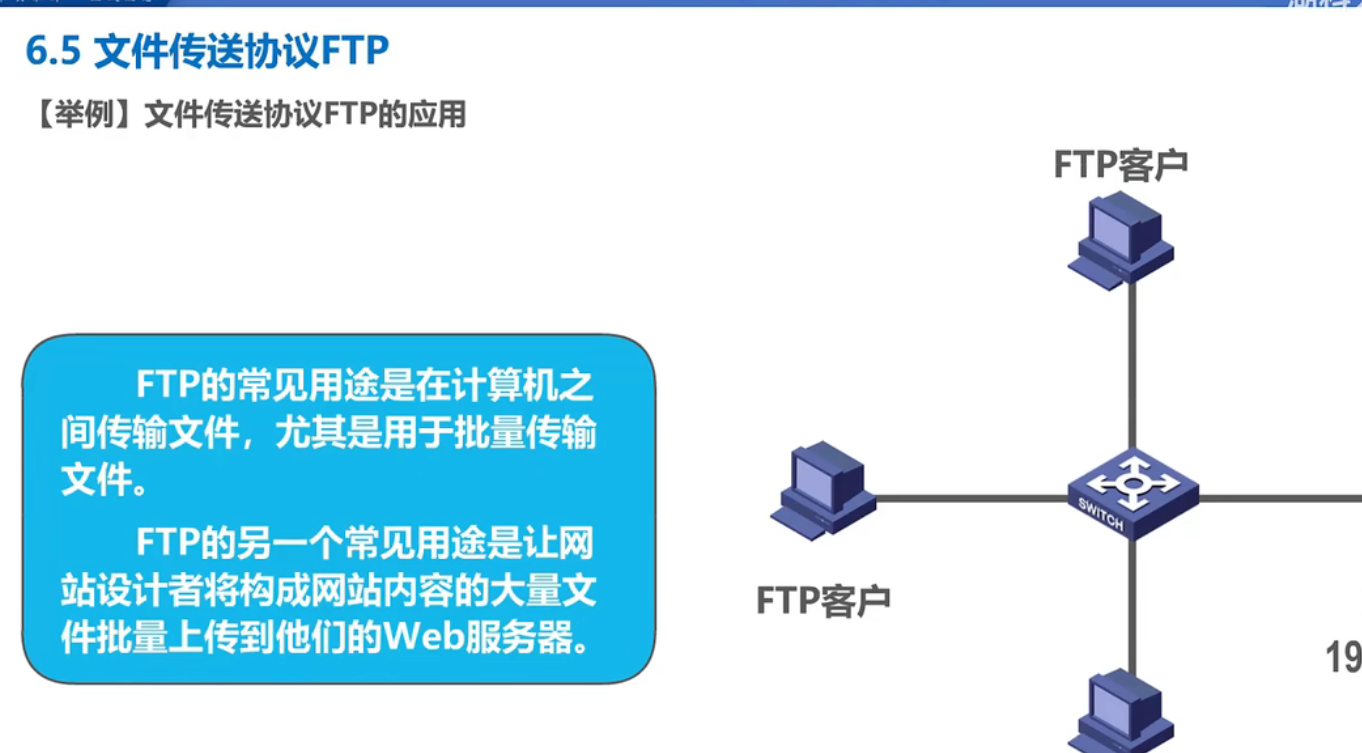 6.5 文件传送协议FTP
【举例】文件传送协议FTP的应用
FTP客户
FTP的常见用途是在计算机之
间传输文件，尤其是用于批量传输
文件。
FTP的另一个常见用途是让网
站设计者将构成网站内容的大量文
件批量上传到他们的Web服务器。
SWITCH
FTP客户
19